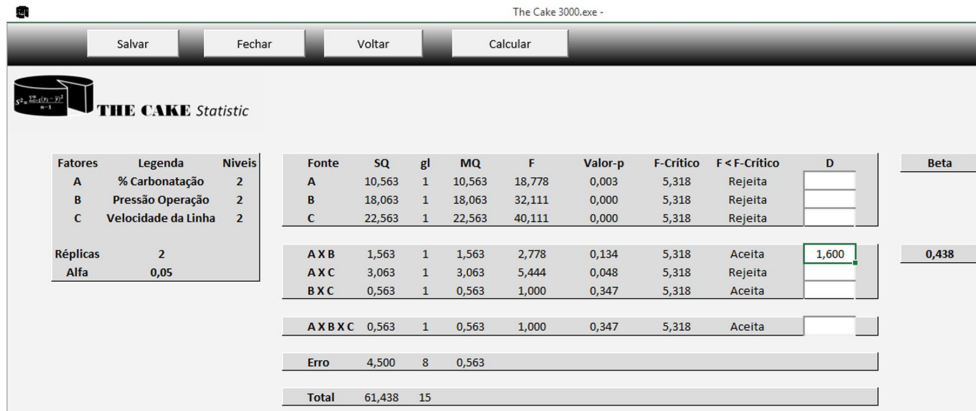 The Cake 3000.exe -
Salvar Fechar Voltar Calcular
THE CAKE Statistic
Fatores Legenda Níveis
A % Carbonatação 2
B Pressão Operação 2
C Velocidade da Linha 2
Réplicas 2
Alfa 0,05
Fonte SQ gl MQ F Valor-p F-Crítico F < F-Crítico D
A 10,563 1 10,563 18,778 0,003 5,318 Rejeita
B 18,063 1 18,063 32,111 0,000 5,318 Rejeita
C 22,563 1 22,563 40,111 0,000 5,318 Rejeita
A X B 1,563 1 1,563 2,778 0,134 5,318 Aceita 1,600
A X C 3,063 1 3,063 5,444 0,048 5,318 Rejeita
B X C 0,563 1 0,563 1,000 0,347 5,318 Aceita
A X B X C 0,563 1 0,563 1,000 0,347 5,318 Aceita
Erro 4,500 8 0,563
Total 61,438 15
Beta
0,438